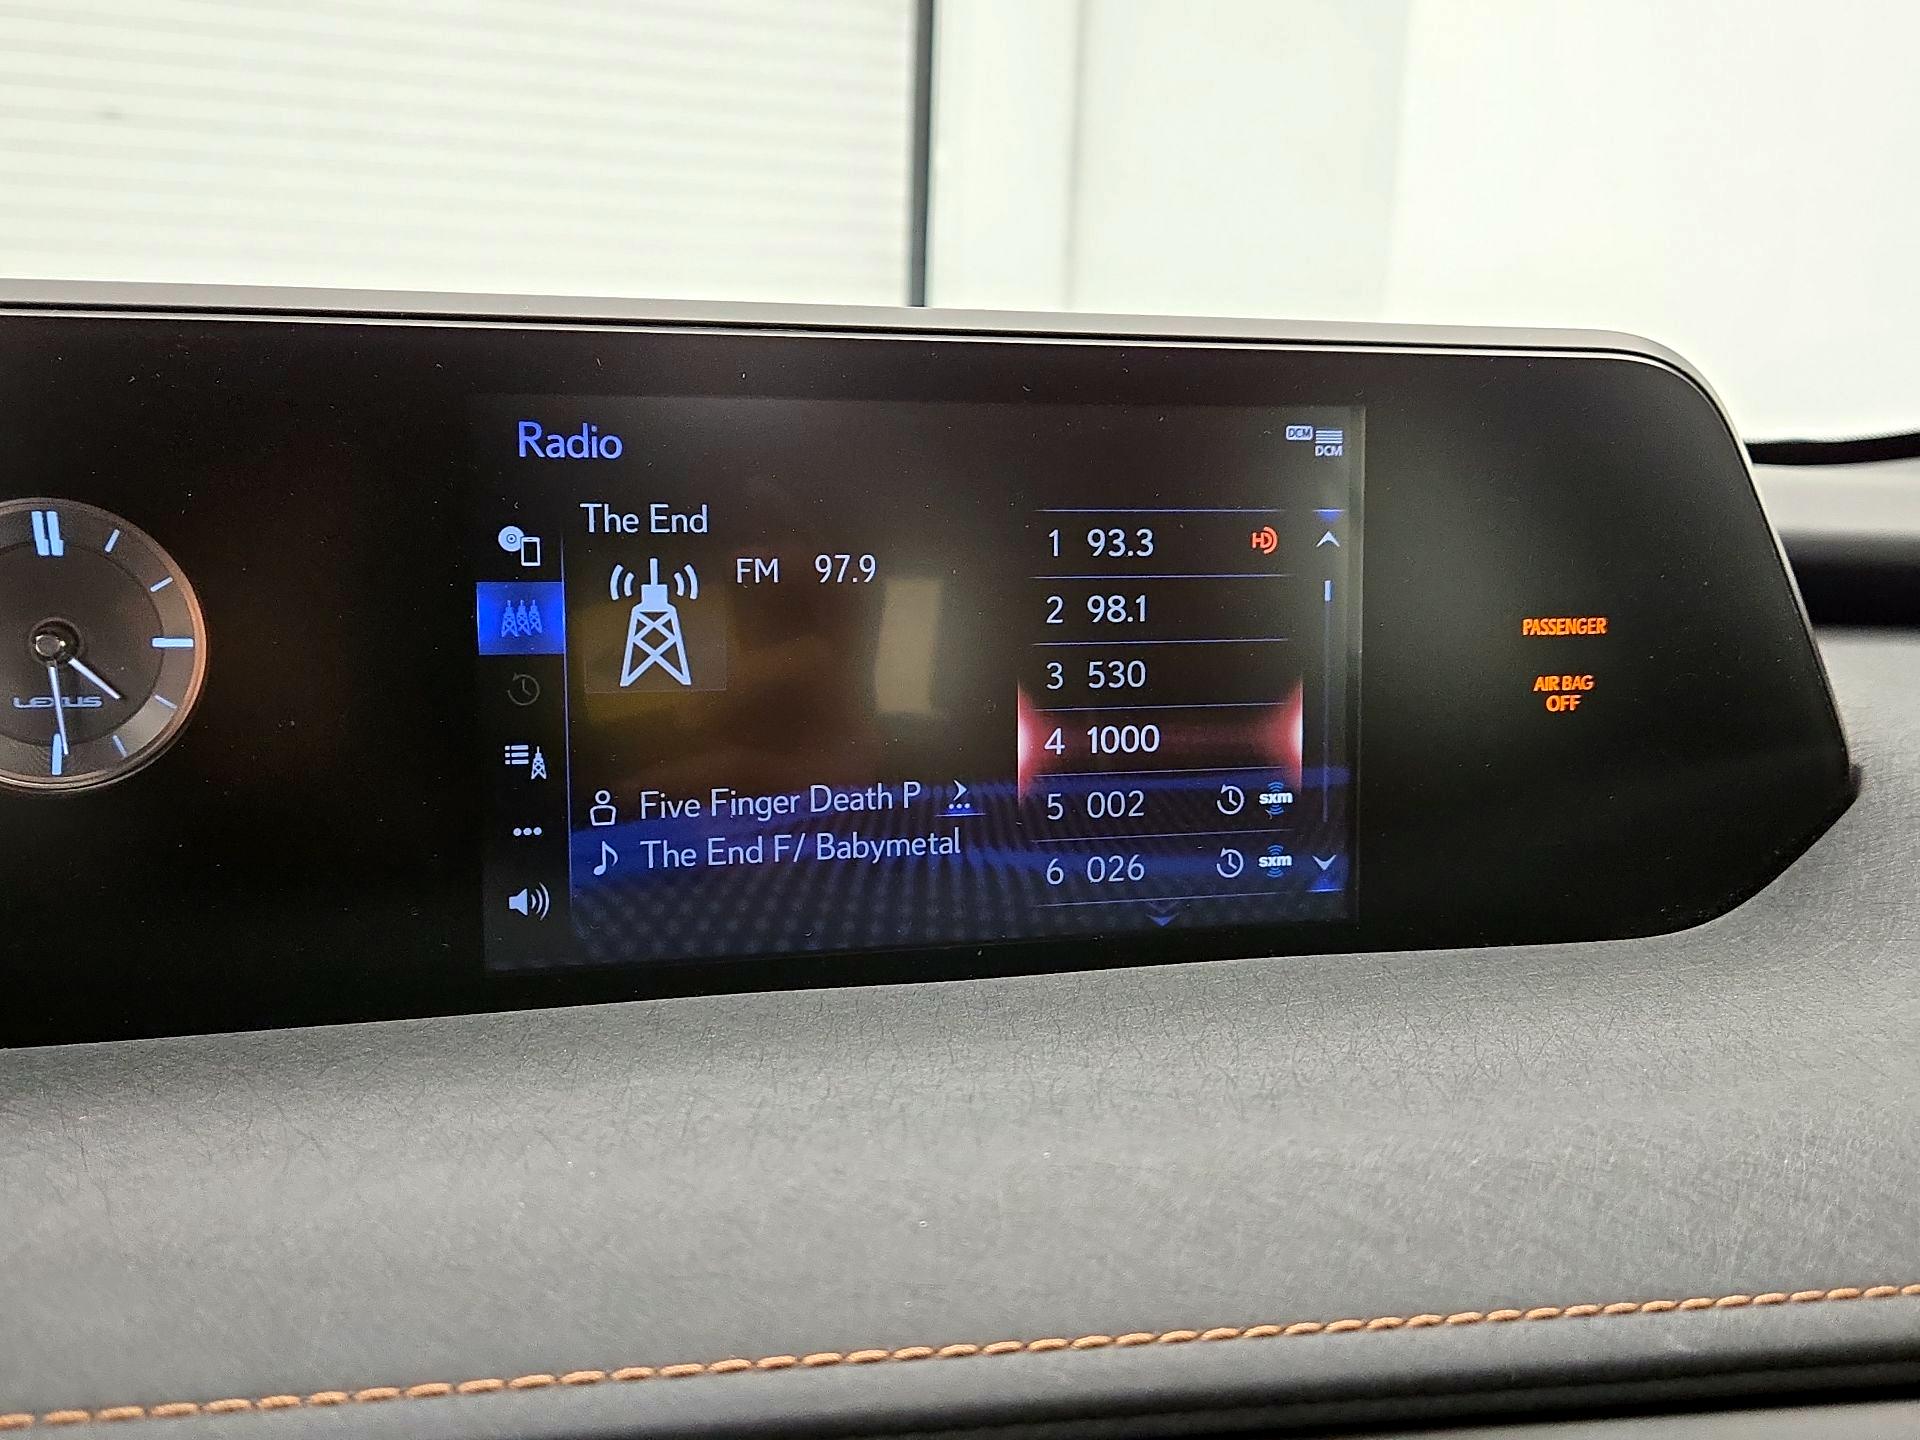 Radio
DCM
DCM
The End
FM 97.9
1 93.3 HD
2 98.1
3 530
4 1000
5 002 sxm
6 026 sxm
Five Finger Death P
The End F/ Babymetal
LEXUS
PASSENGER
AIR BAG
OFF